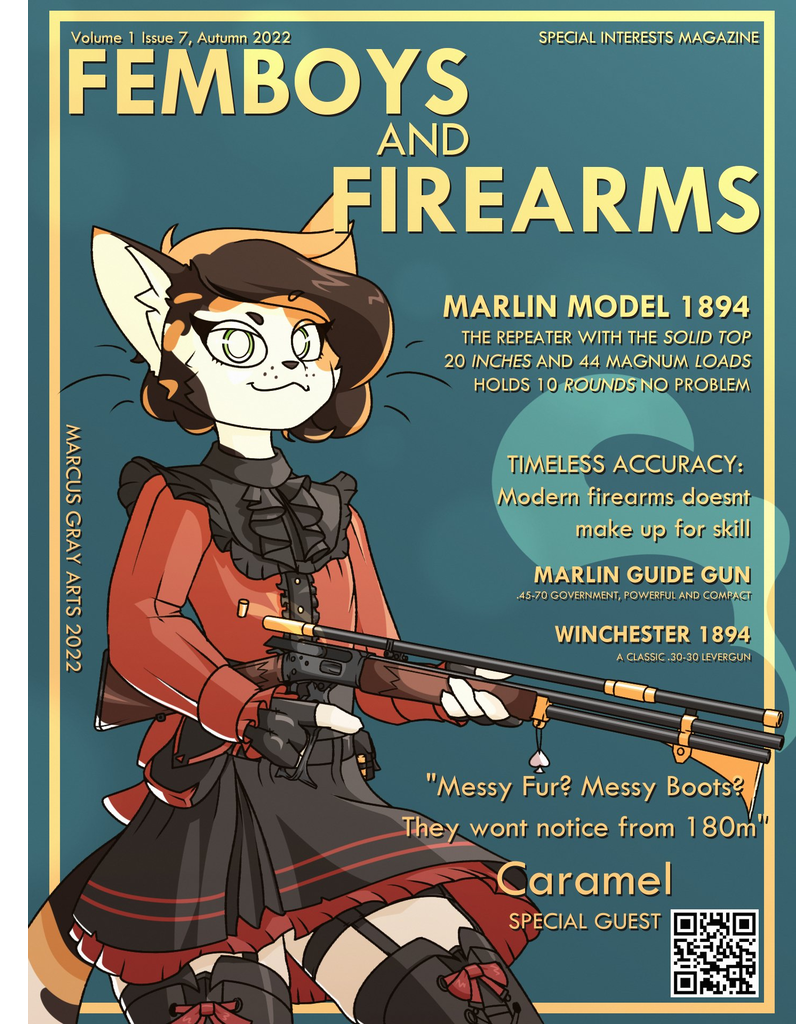 Volume 1 Issue 7, Autumn 2022
SPECIAL INTERESTS MAGAZINE
FEMBOYS
AND
FIREARMS
MARLIN MODEL 1894
THE REPEATER WITH THE SOLID TOP
20 INCHES AND 44 MAGNUM LOADS
HOLDS 10 ROUNDS NO PROBLEM
TIMELESS ACCURACY:
Modern firearms doesnt
make up for skill
MARLIN GUIDE GUN
.45-70 GOVERNMENT, POWERFUL AND COMPACT
WINCHESTER 1894
A CLASSIC .30-30 LEVERGUN
MARCUS GRAY ARTS 2022
"Messy Fur? Messy Boots?
They wont notice from 180m"
Caramel
SPECIAL GUEST